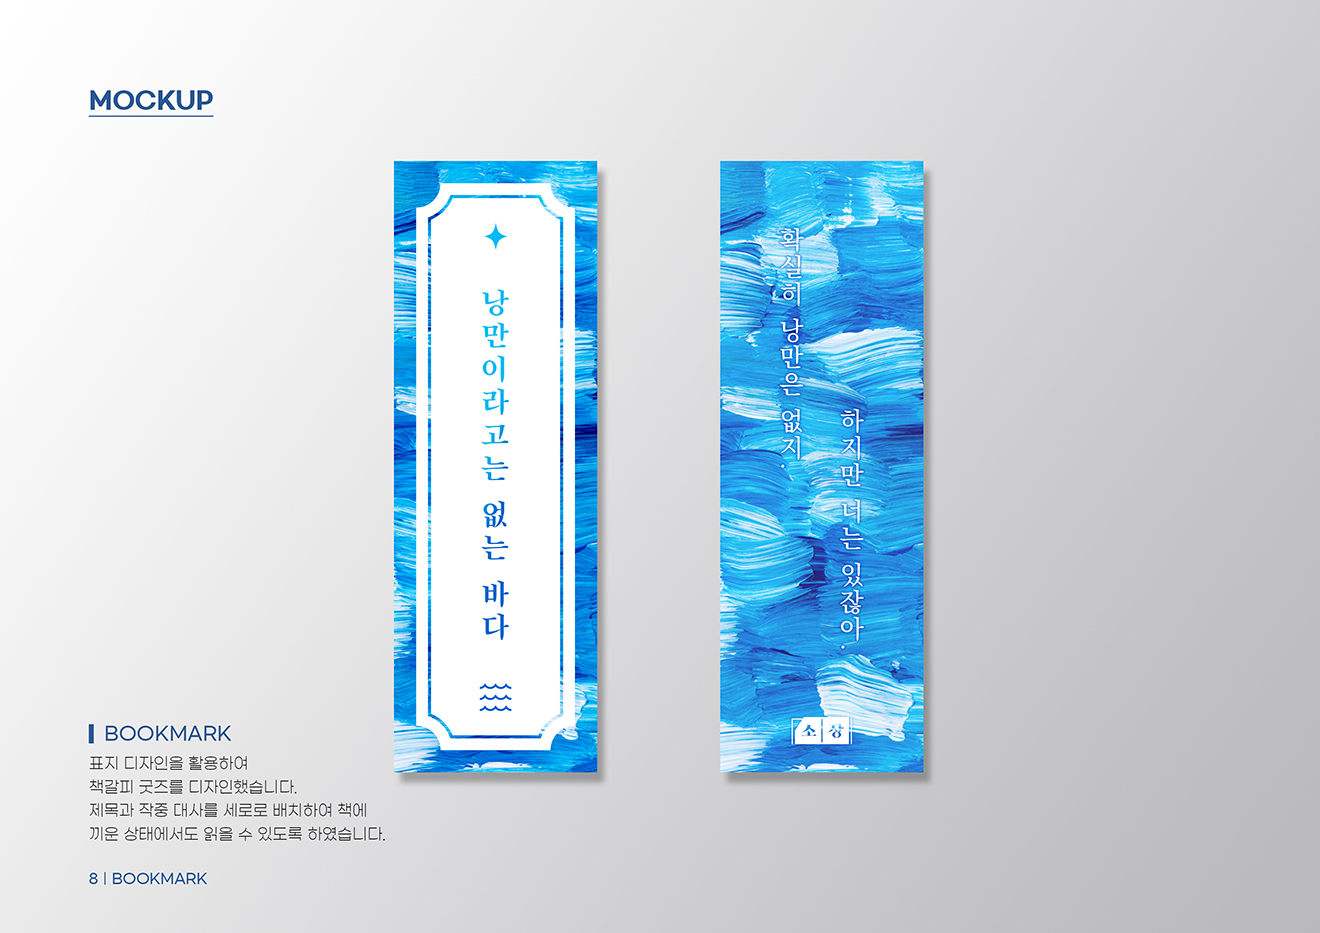 MOCKUP
낭만이라고는 없는 바다
확실히 낭만은 없지.
하지만 너는 있잖아.
소상
BOOKMARK
표지 디자인을 활용하여
책갈피 굿즈를 디자인했습니다.
제목과 작중 대사를 세로로 배치하여 책에
끼운 상태에서도 읽을 수 있도록 하였습니다.
8 | BOOKMARK